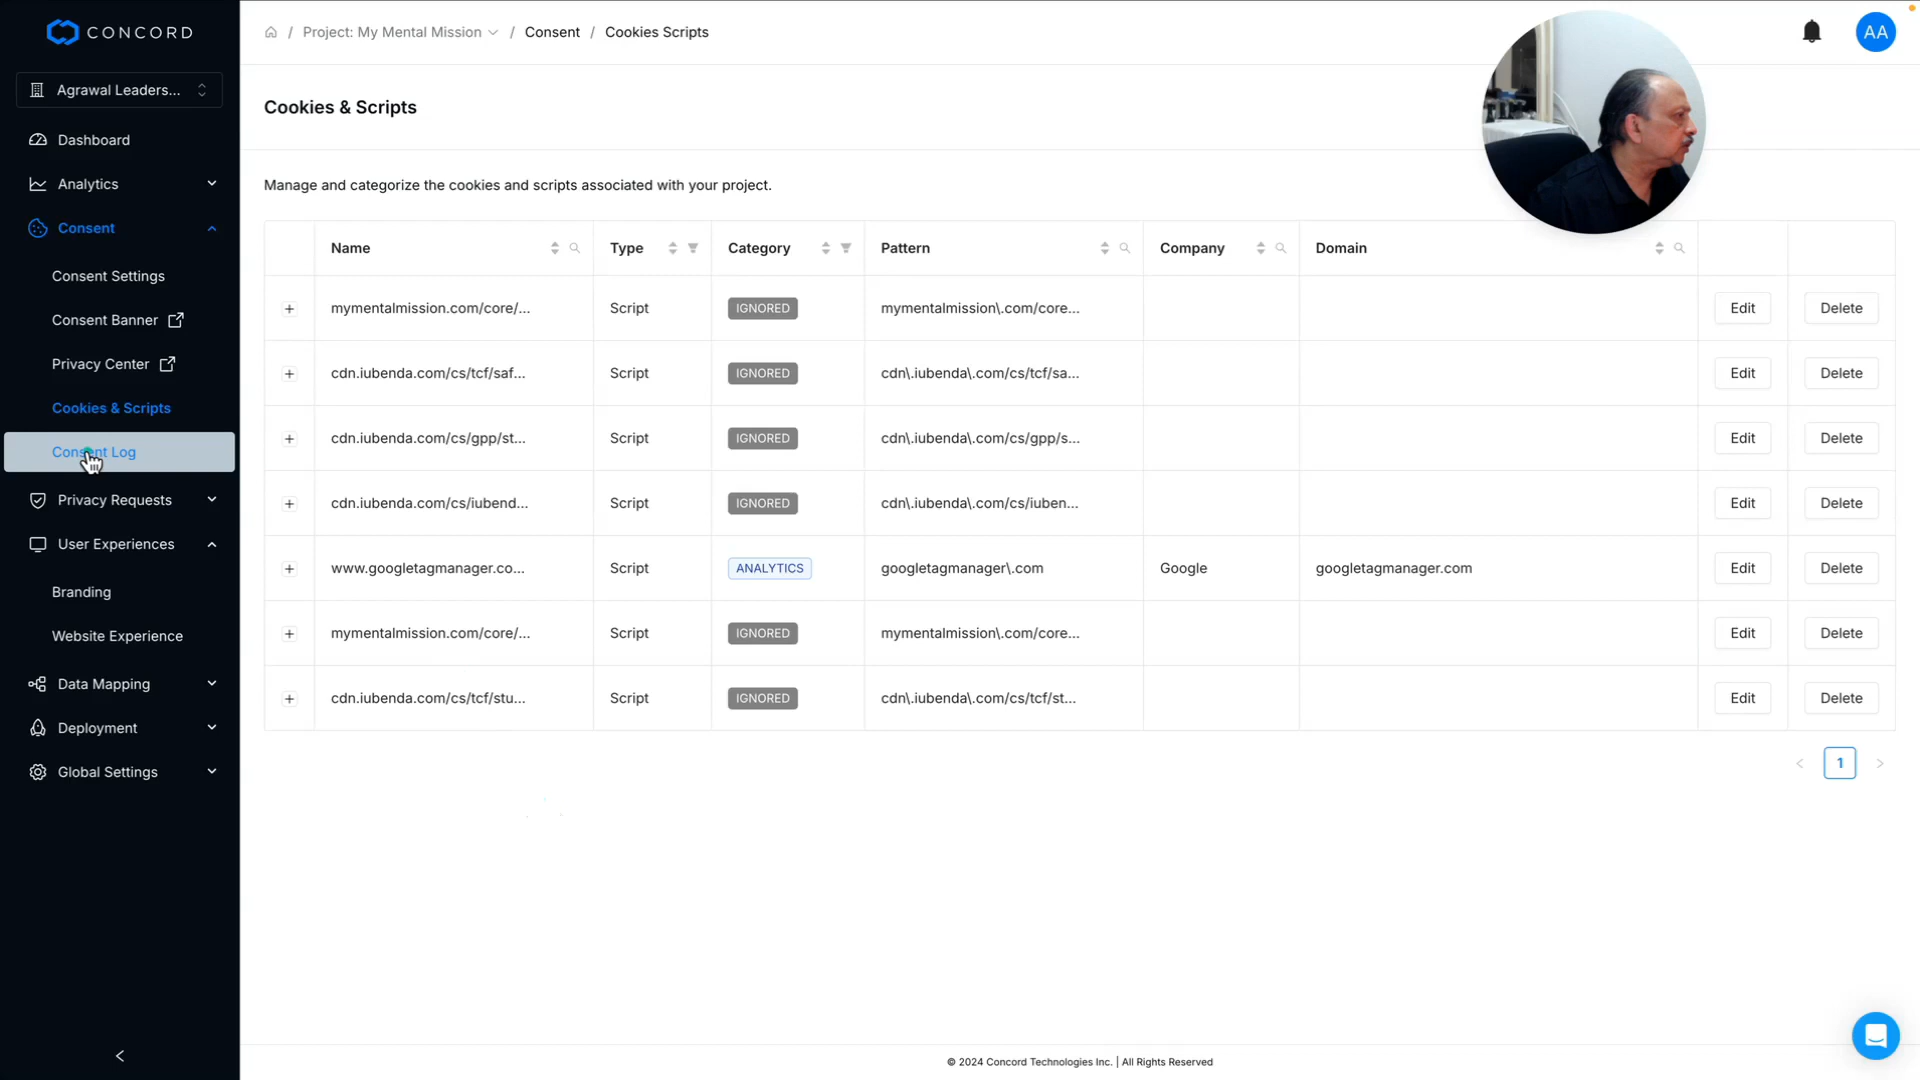 CONCORD
Agrawal Leaders...
Dashboard
Analytics
Consent
Consent Settings
Consent Banner
Privacy Center
Cookies & Scripts
Consent Log
Privacy Requests
User Experiences
Branding
Website Experience
Data Mapping
Deployment
Global Settings
/ Project: My Mental Mission / Consent / Cookies Scripts
AA
Cookies & Scripts
Manage and categorize the cookies and scripts associated with your project.
Name Type Category Pattern Company Domain
mymentalmission.com/core/... Script IGNORED mymentalmission\.com/core... Edit Delete
cdn.iubenda.com/cs/tcf/saf... Script IGNORED cdn\.iubenda\.com/cs/tcf/sa... Edit Delete
cdn.iubenda.com/cs/gpp/st... Script IGNORED cdn\.iubenda\.com/cs/gpp/s... Edit Delete
cdn.iubenda.com/cs/iubend... Script IGNORED cdn\.iubenda\.com/cs/iuben... Edit Delete
www.googletagmanager.co... Script ANALYTICS googletagmanager\.com Google googletagmanager.com Edit Delete
mymentalmission.com/core/... Script IGNORED mymentalmission\.com/core... Edit Delete
cdn.iubenda.com/cs/tcf/stu... Script IGNORED cdn\.iubenda\.com/cs/tcf/st... Edit Delete
1
© 2024 Concord Technologies Inc. | All Rights Reserved